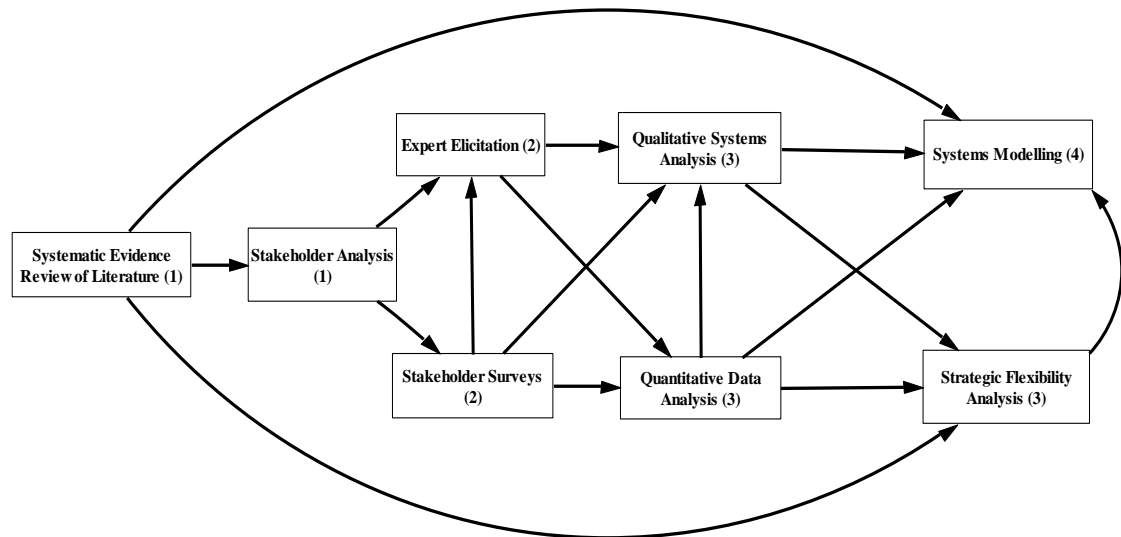 Systematic Evidence
Review of Literature (1)
Stakeholder Analysis
(1)
Expert Elicitation (2)
Stakeholder Surveys
(2)
Qualitative Systems
Analysis (3)
Quantitative Data
Analysis (3)
Systems Modelling (4)
Strategic Flexibility
Analysis (3)